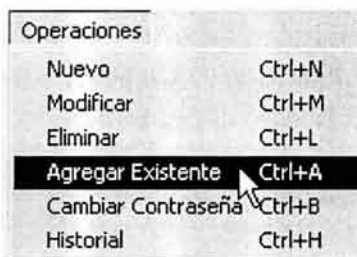 Operaciones
Nuevo Ctrl+N
Modificar Ctrl+M
Eliminar Ctrl+L
Agregar Existente Ctrl+A
Cambiar Contraseña Ctrl+B
Historial Ctrl+H